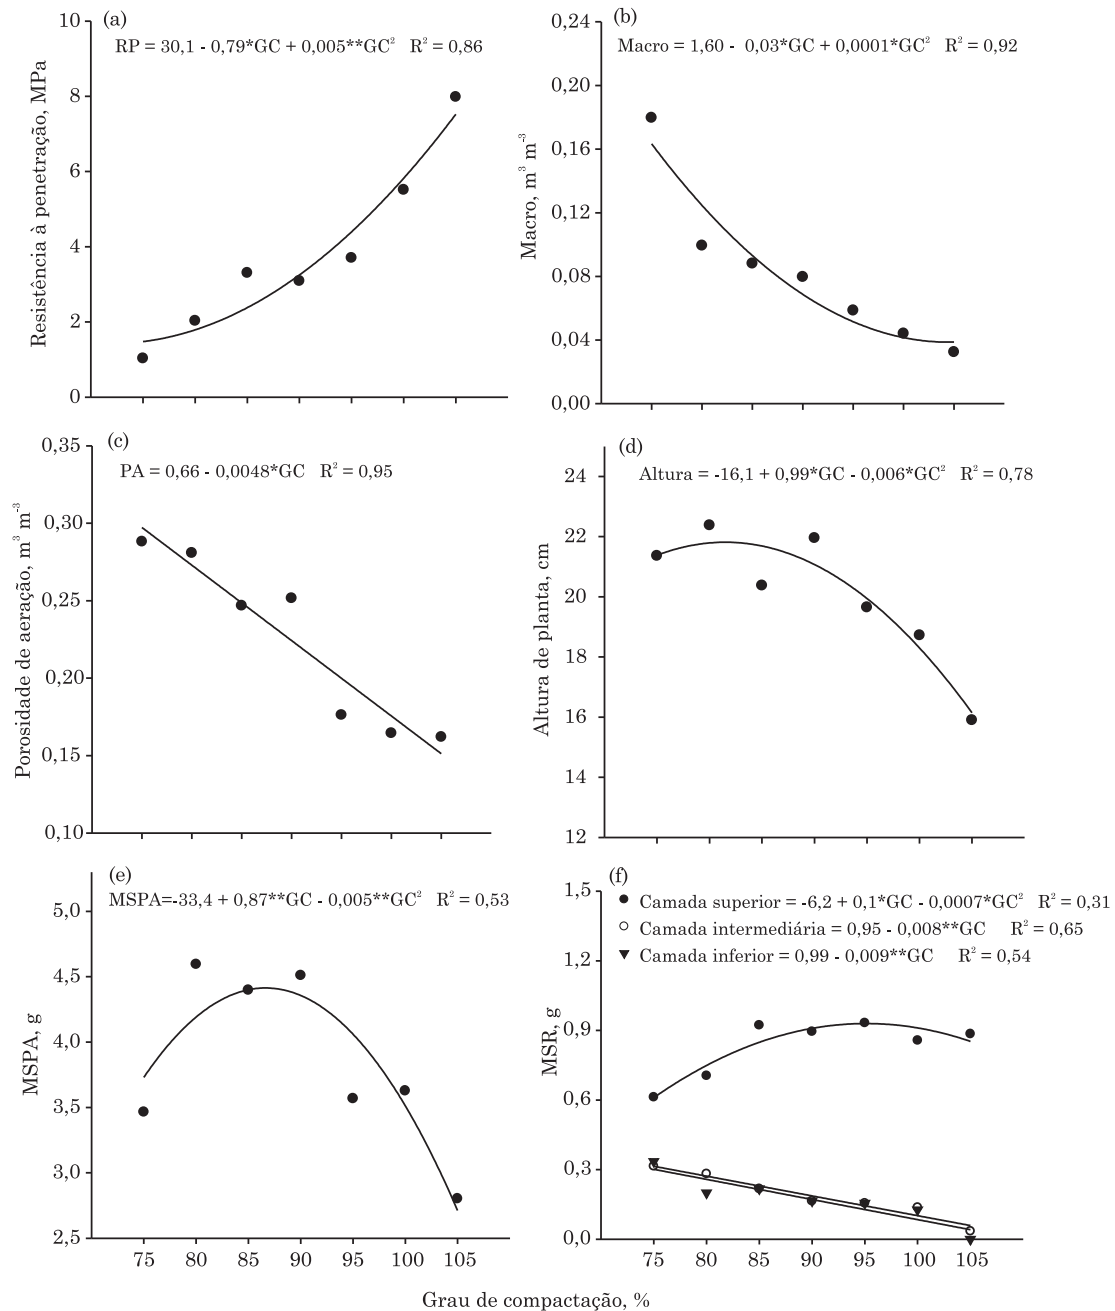 (a)
RP = 30,1 - 0,79*GC + 0,005**GC² R² = 0,86
Resistência à penetração, MPa
10
8
6
4
2
0
(b)
Macro = 1,60 - 0,03*GC + 0,0001*GC² R² = 0,92
Macro, m³ m⁻³
0,24
0,20
0,16
0,12
0,08
0,04
0,00
(c)
PA = 0,66 - 0,0048*GC R² = 0,95
Porosidade de aeração, m³ m⁻³
0,35
0,30
0,25
0,20
0,15
0,10
(d)
Altura = -16,1 + 0,99*GC - 0,006*GC² R² = 0,78
Altura de planta, cm
24
22
20
18
16
14
12
(e)
MSPA=-33,4 + 0,87**GC - 0,005**GC² R² = 0,53
MSPA, g
5,0
4,5
4,0
3,5
3,0
2,5
75 80 85 90 95 100 105
(f)
Camada superior = -6,2 + 0,1*GC - 0,0007*GC² R² = 0,31
Camada intermediária = 0,95 - 0,008**GC R² = 0,65
Camada inferior = 0,99 - 0,009**GC R² = 0,54
MSR, g
1,5
1,2
0,9
0,6
0,3
0,0
75 80 85 90 95 100 105
Grau de compactação, %